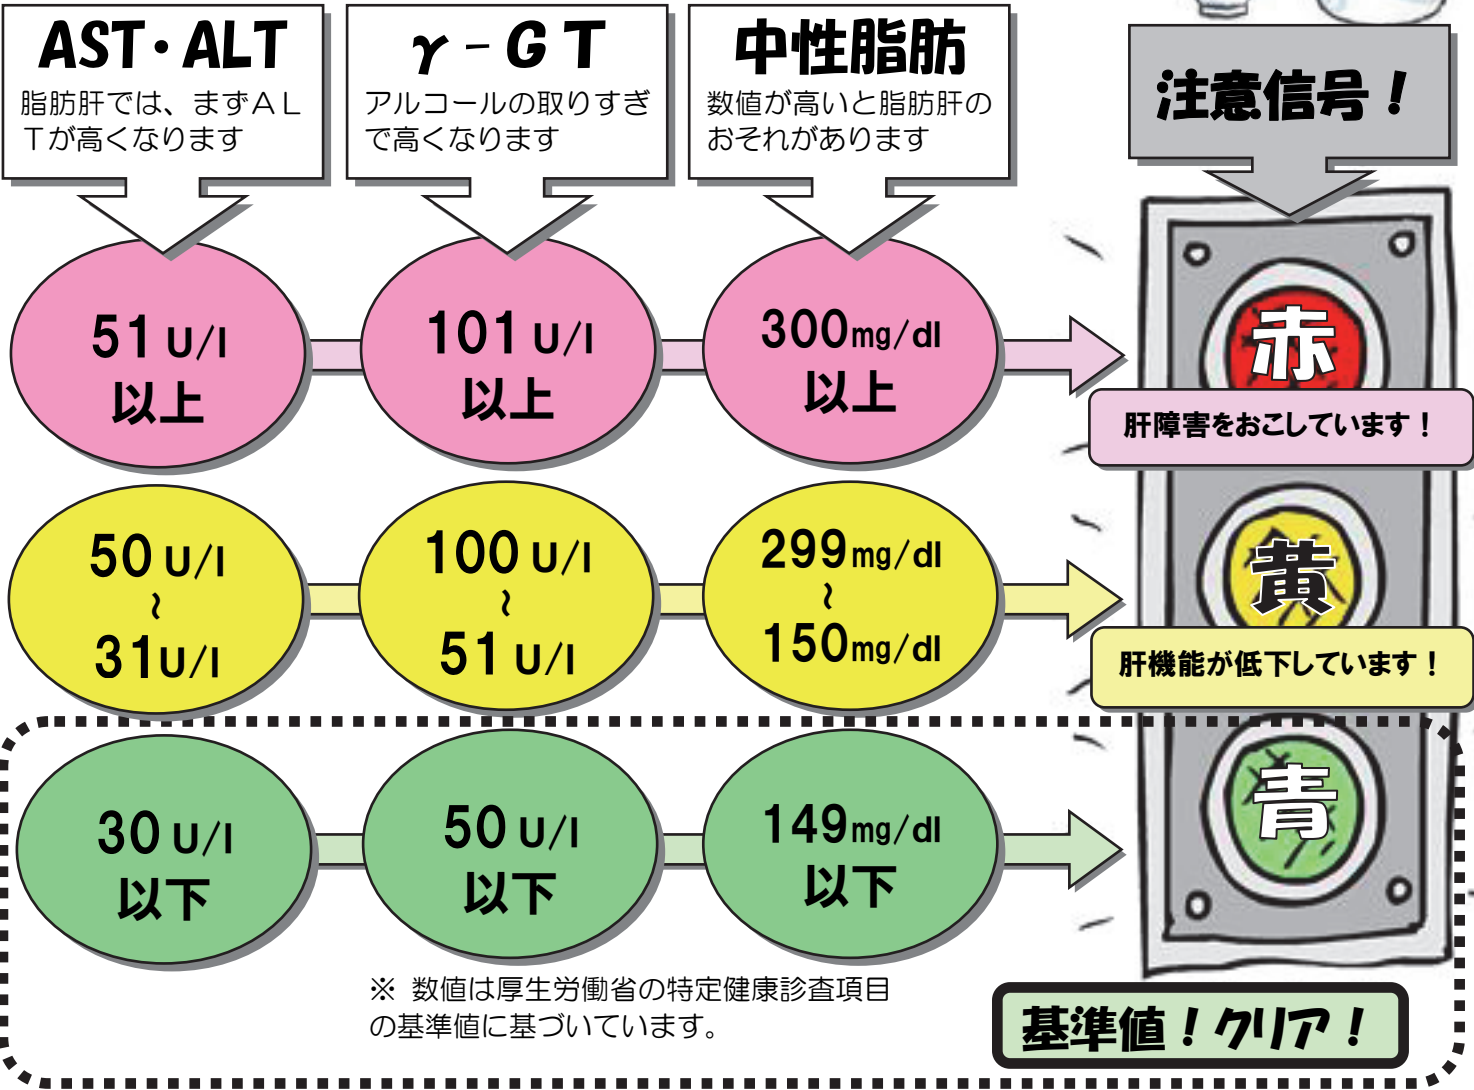 AST・ALT
脂肪肝では、まずＡＬ
Ｔが高くなります
γ-GT
アルコールの取りすぎ
で高くなります
中性脂肪
数値が高いと脂肪肝の
おそれがあります
注意信号！
51 U/l
以上
101 U/l
以上
300mg/dl
以上
赤
肝障害をおこしています！
50 U/l
～
31U/l
100 U/l
～
51 U/l
299mg/dl
～
150mg/dl
黄
肝機能が低下しています！
30 U/l
以下
50 U/l
以下
149mg/dl
以下
青
※ 数値は厚生労働省の特定健康診査項目
の基準値に基づいています。
基準値！クリア！